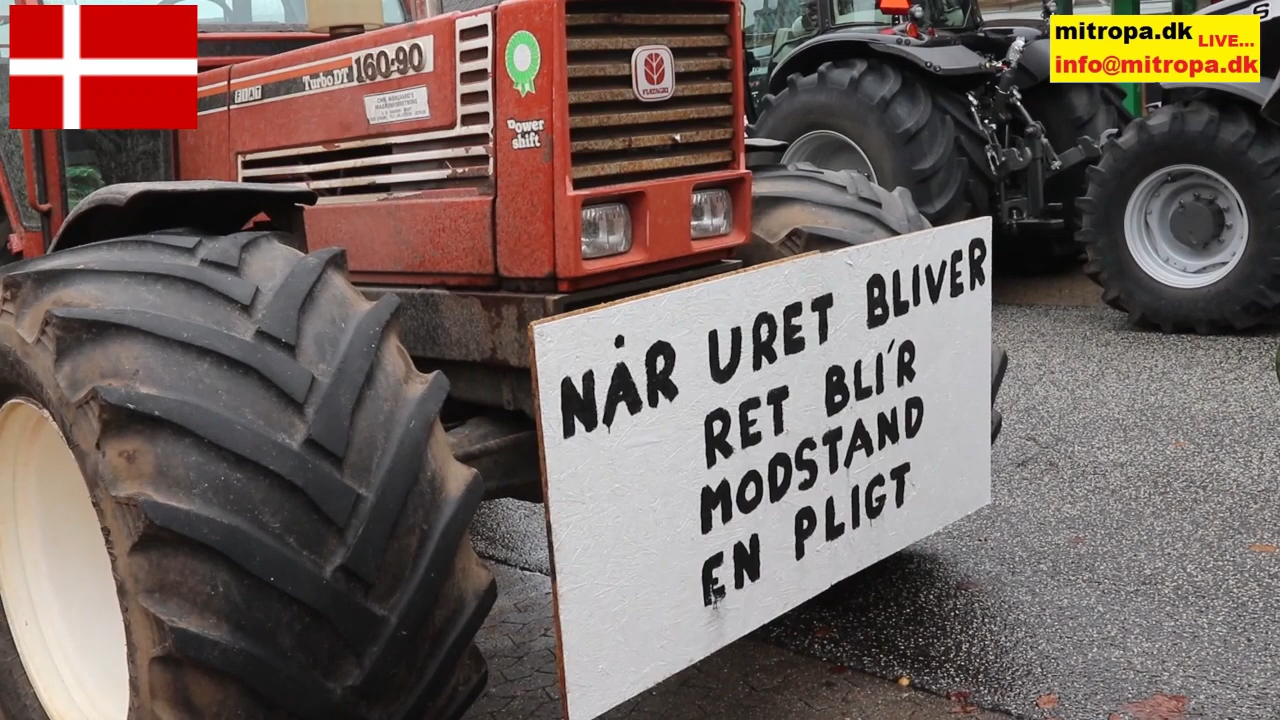 mitropa.dk LIVE...
info@mitropa.dk
FIAT Turbo DT 160-90
FIATAGRI
Power
shift
NÅR URET BLIVER
RET BLI'R
MODSTAND
EN PLIGT